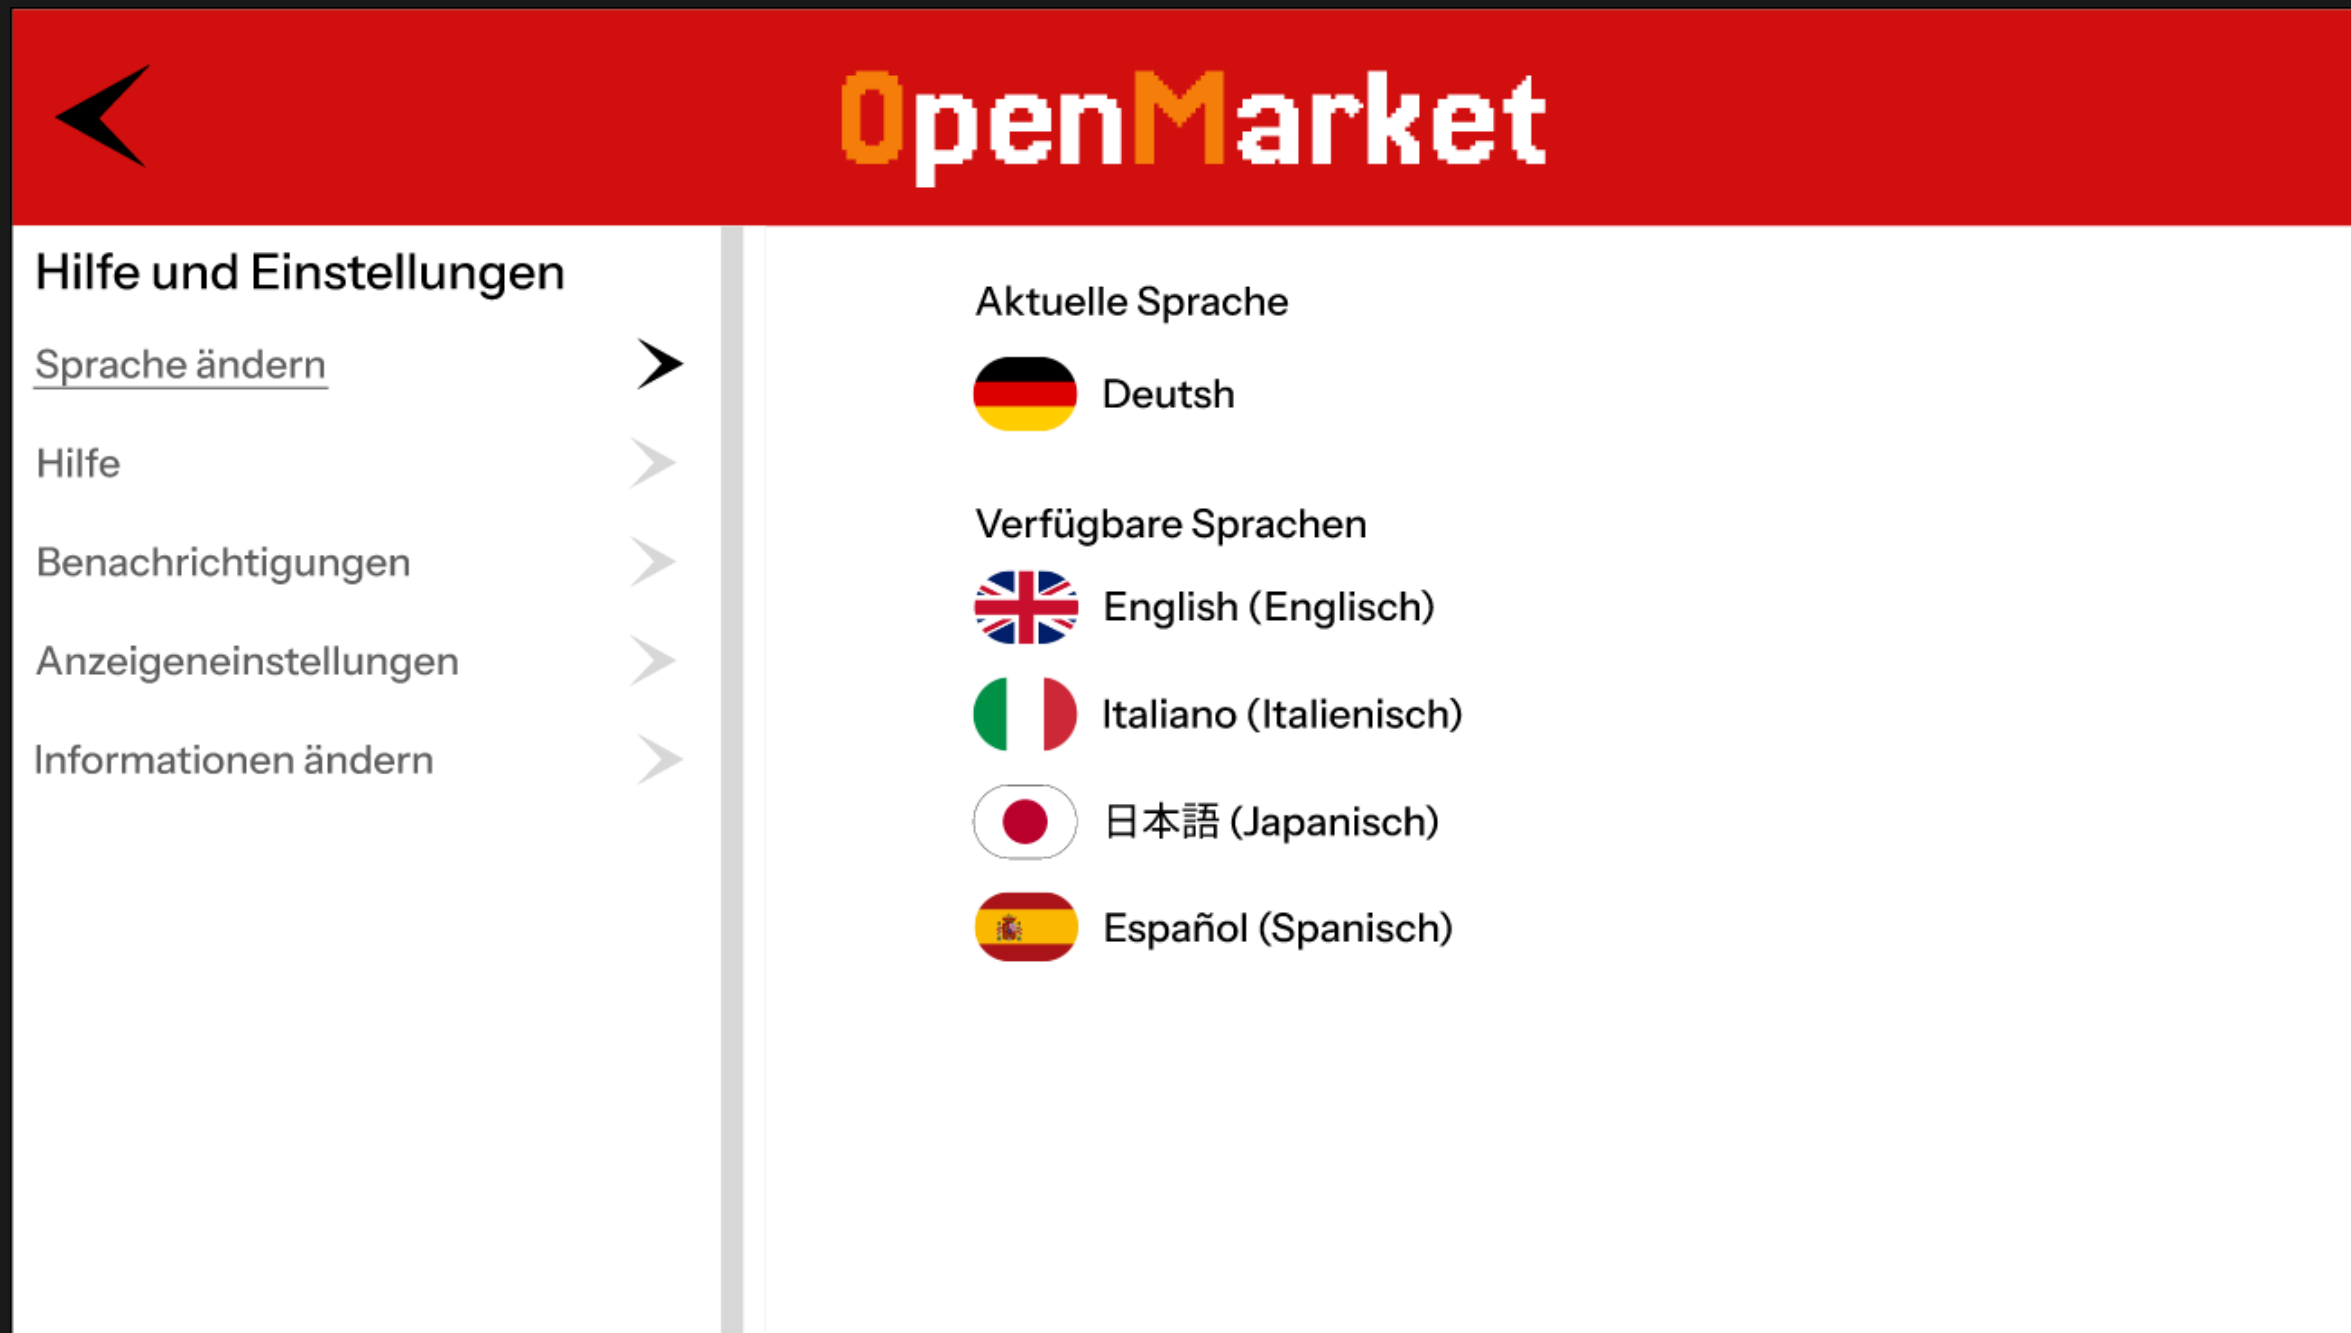 OpenMarket
Hilfe und Einstellungen
Sprache ändern
Hilfe
Benachrichtigungen
Anzeigeneinstellungen
Informationen ändern
Aktuelle Sprache
Deutsh
Verfügbare Sprachen
English (Englisch)
Italiano (Italienisch)
日本語 (Japanisch)
Español (Spanisch)